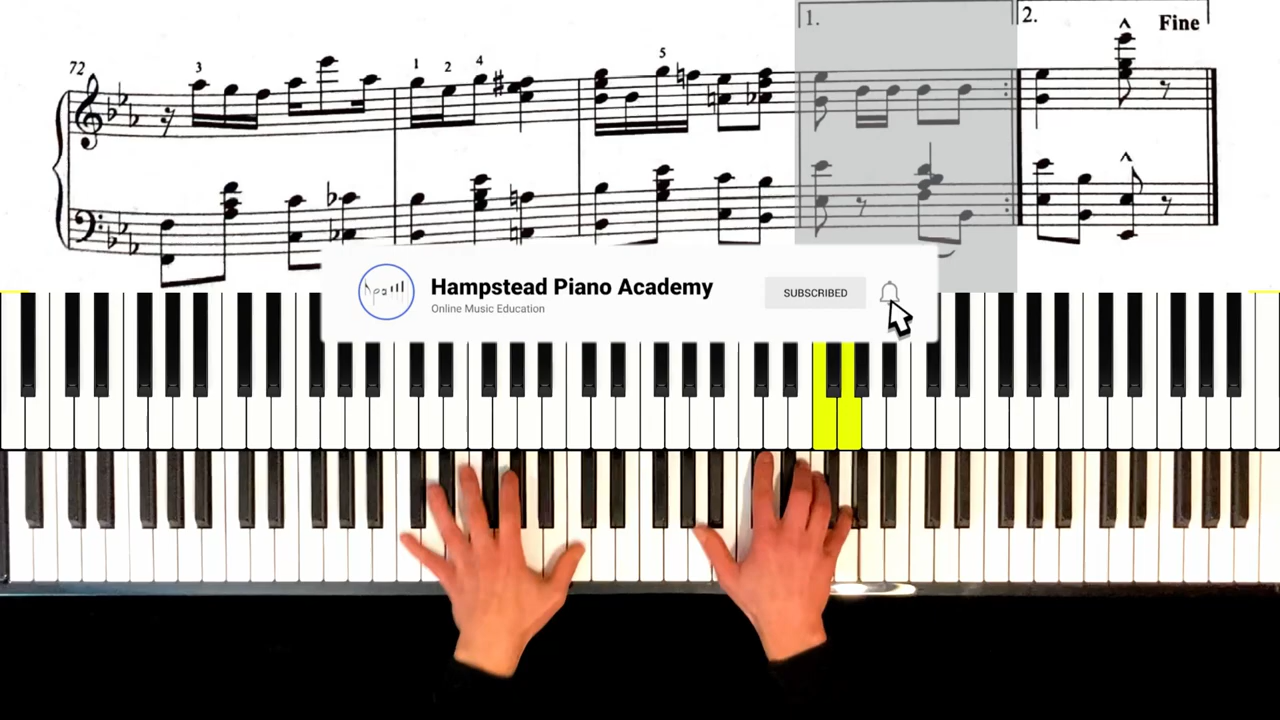 1.
2.
Fine
72
3
1 2 4
5
Hampstead Piano Academy
Online Music Education
SUBSCRIBED